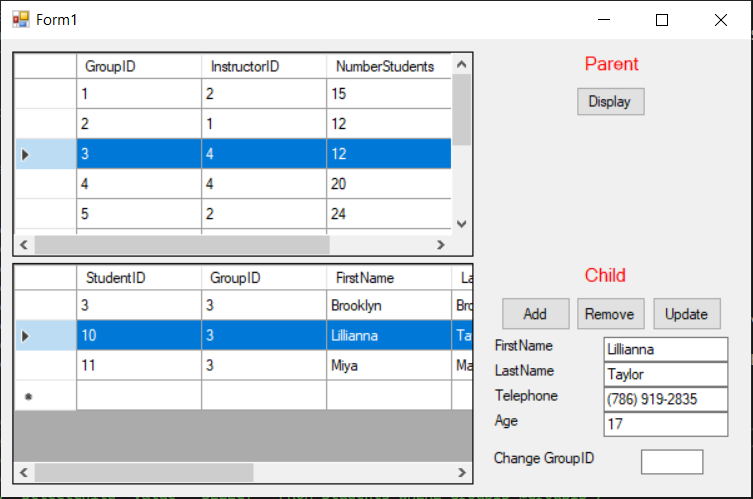 Form1
GroupID InstructorID NumberStudents
1 2 15
2 1 12
3 4 12
4 4 20
5 2 24
Parent
Display
StudentID GroupID FirstName La
3 3 Brooklyn Bro
10 3 Lillianna Ta
11 3 Miya Ma
Child
Add Remove Update
FirstName Lillianna
LastName Taylor
Telephone (786) 919-2835
Age 17
Change GroupID